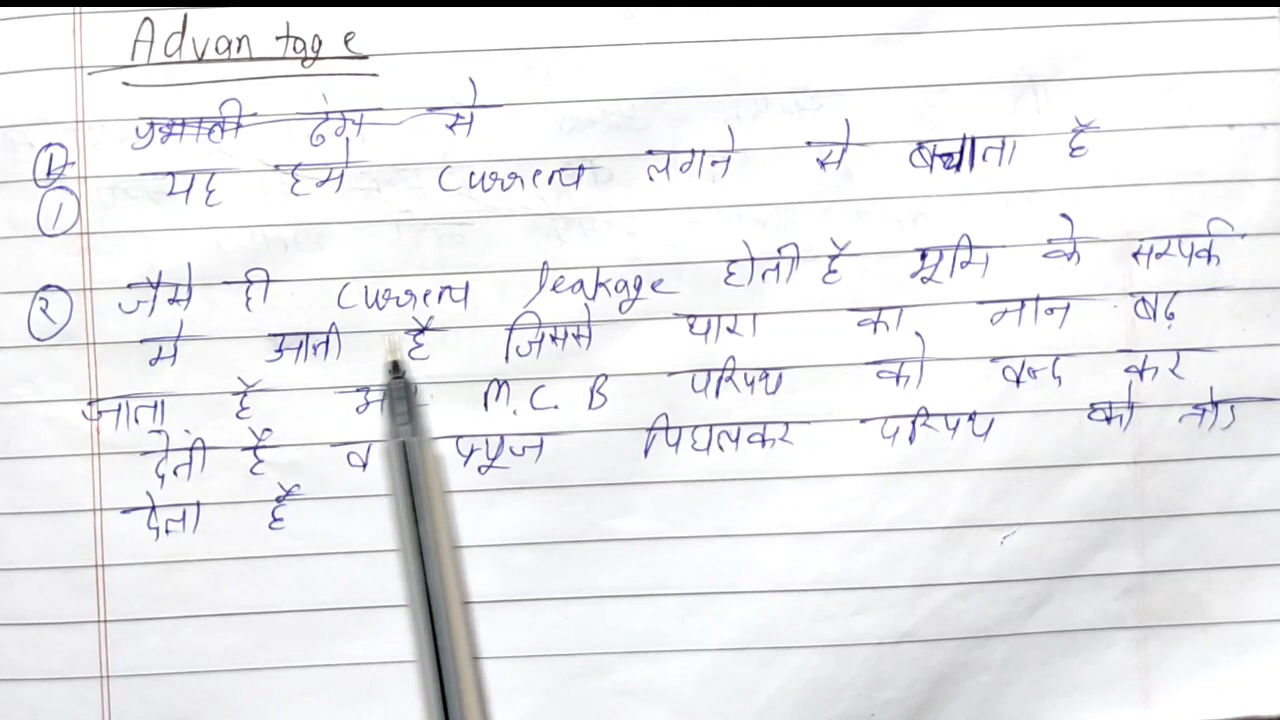 Advantage
प्रभावी ढंग से
① यह हमे current लगने से बचाता है
①
② जैसे ही current leakage होती है भूमि के सम्पर्क
मे आती है जिससे धारा का मान बढ़
जाता है M.C.B परिपथ को बन्द कर
देती है व फ्यूज पिघलकर परिपथ को तोड
देता है